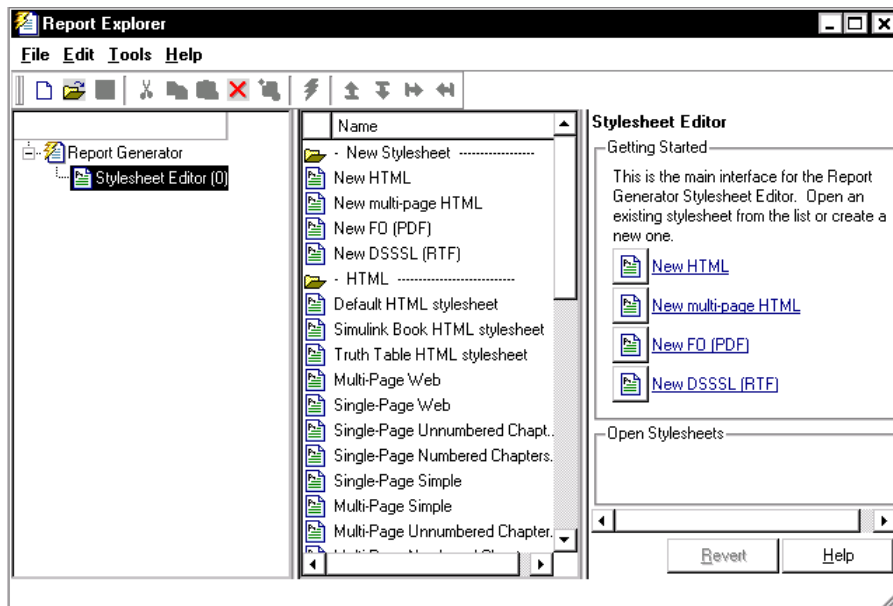 Report Explorer
File Edit Tools Help
Report Generator
Stylesheet Editor (0)
Name
- New Stylesheet -----------------
New HTML
New multi-page HTML
New FO (PDF)
New DSSSL (RTF)
- HTML ---------------------------
Default HTML stylesheet
Simulink Book HTML stylesheet
Truth Table HTML stylesheet
Multi-Page Web
Single-Page Web
Single-Page Unnumbered Chapt..
Single-Page Numbered Chapters.
Single-Page Simple
Multi-Page Simple
Multi-Page Unnumbered Chapter.
Stylesheet Editor
Getting Started
This is the main interface for the Report
Generator Stylesheet Editor. Open an
existing stylesheet from the list or create a
new one.
New HTML
New multi-page HTML
New FO (PDF)
New DSSSL (RTF)
Open Stylesheets
Revert Help